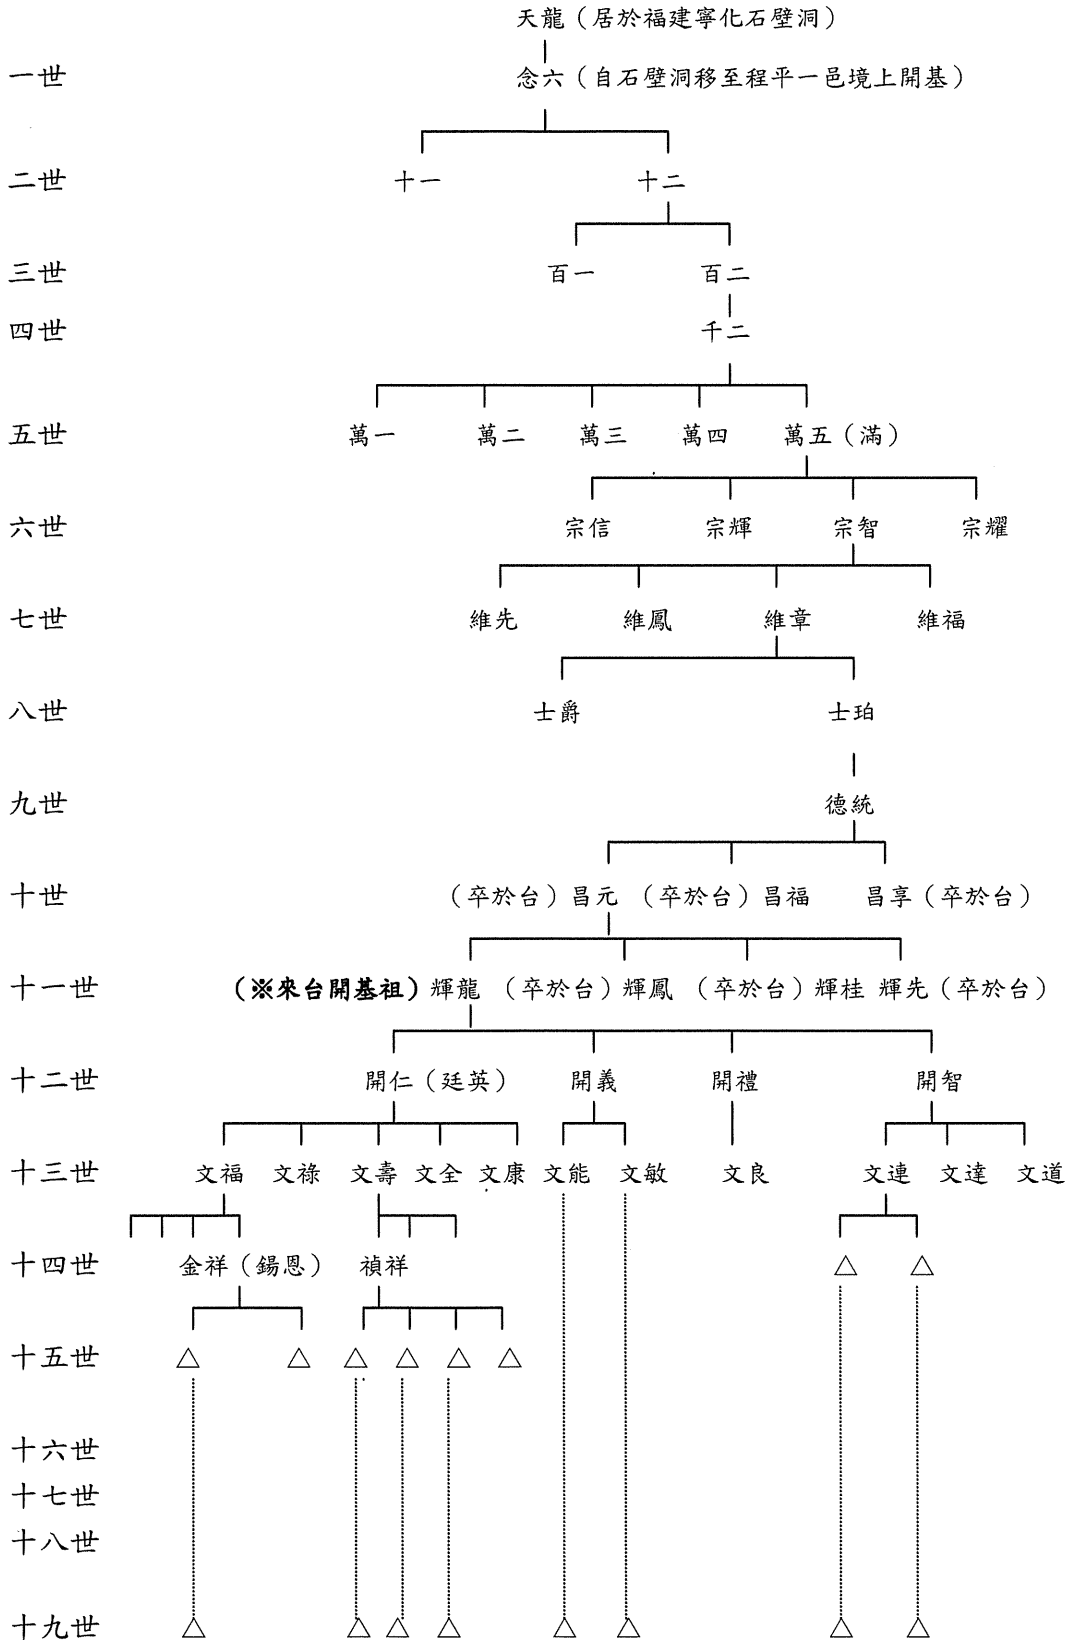 天龍（居於福建寧化石壁洞）
一世 念六（自石壁洞移至程平一邑境上開基）
二世 十一 十二
三世 百一 百二
四世 千二
五世 萬一 萬二 萬三 萬四 萬五（滿）
六世 宗信 宗輝 宗智 宗耀
七世 維先 維鳳 維章 維福
八世 士爵 士珀
九世 德統
十世 （卒於台）昌元 （卒於台）昌福 昌享（卒於台）
十一世 （※來台開基祖）輝龍 （卒於台）輝鳳 （卒於台）輝桂 輝先（卒於台）
十二世 開仁（廷英） 開義 開禮 開智
十三世 文福 文祿 文壽 文全 文康 文能 文敏 文良 文連 文達 文道
十四世 金祥（鍚恩） 禎祥 △ △
十五世 △ △ △ △ △ △
十六世
十七世
十八世
十九世 △ △ △ △ △ △ △ △